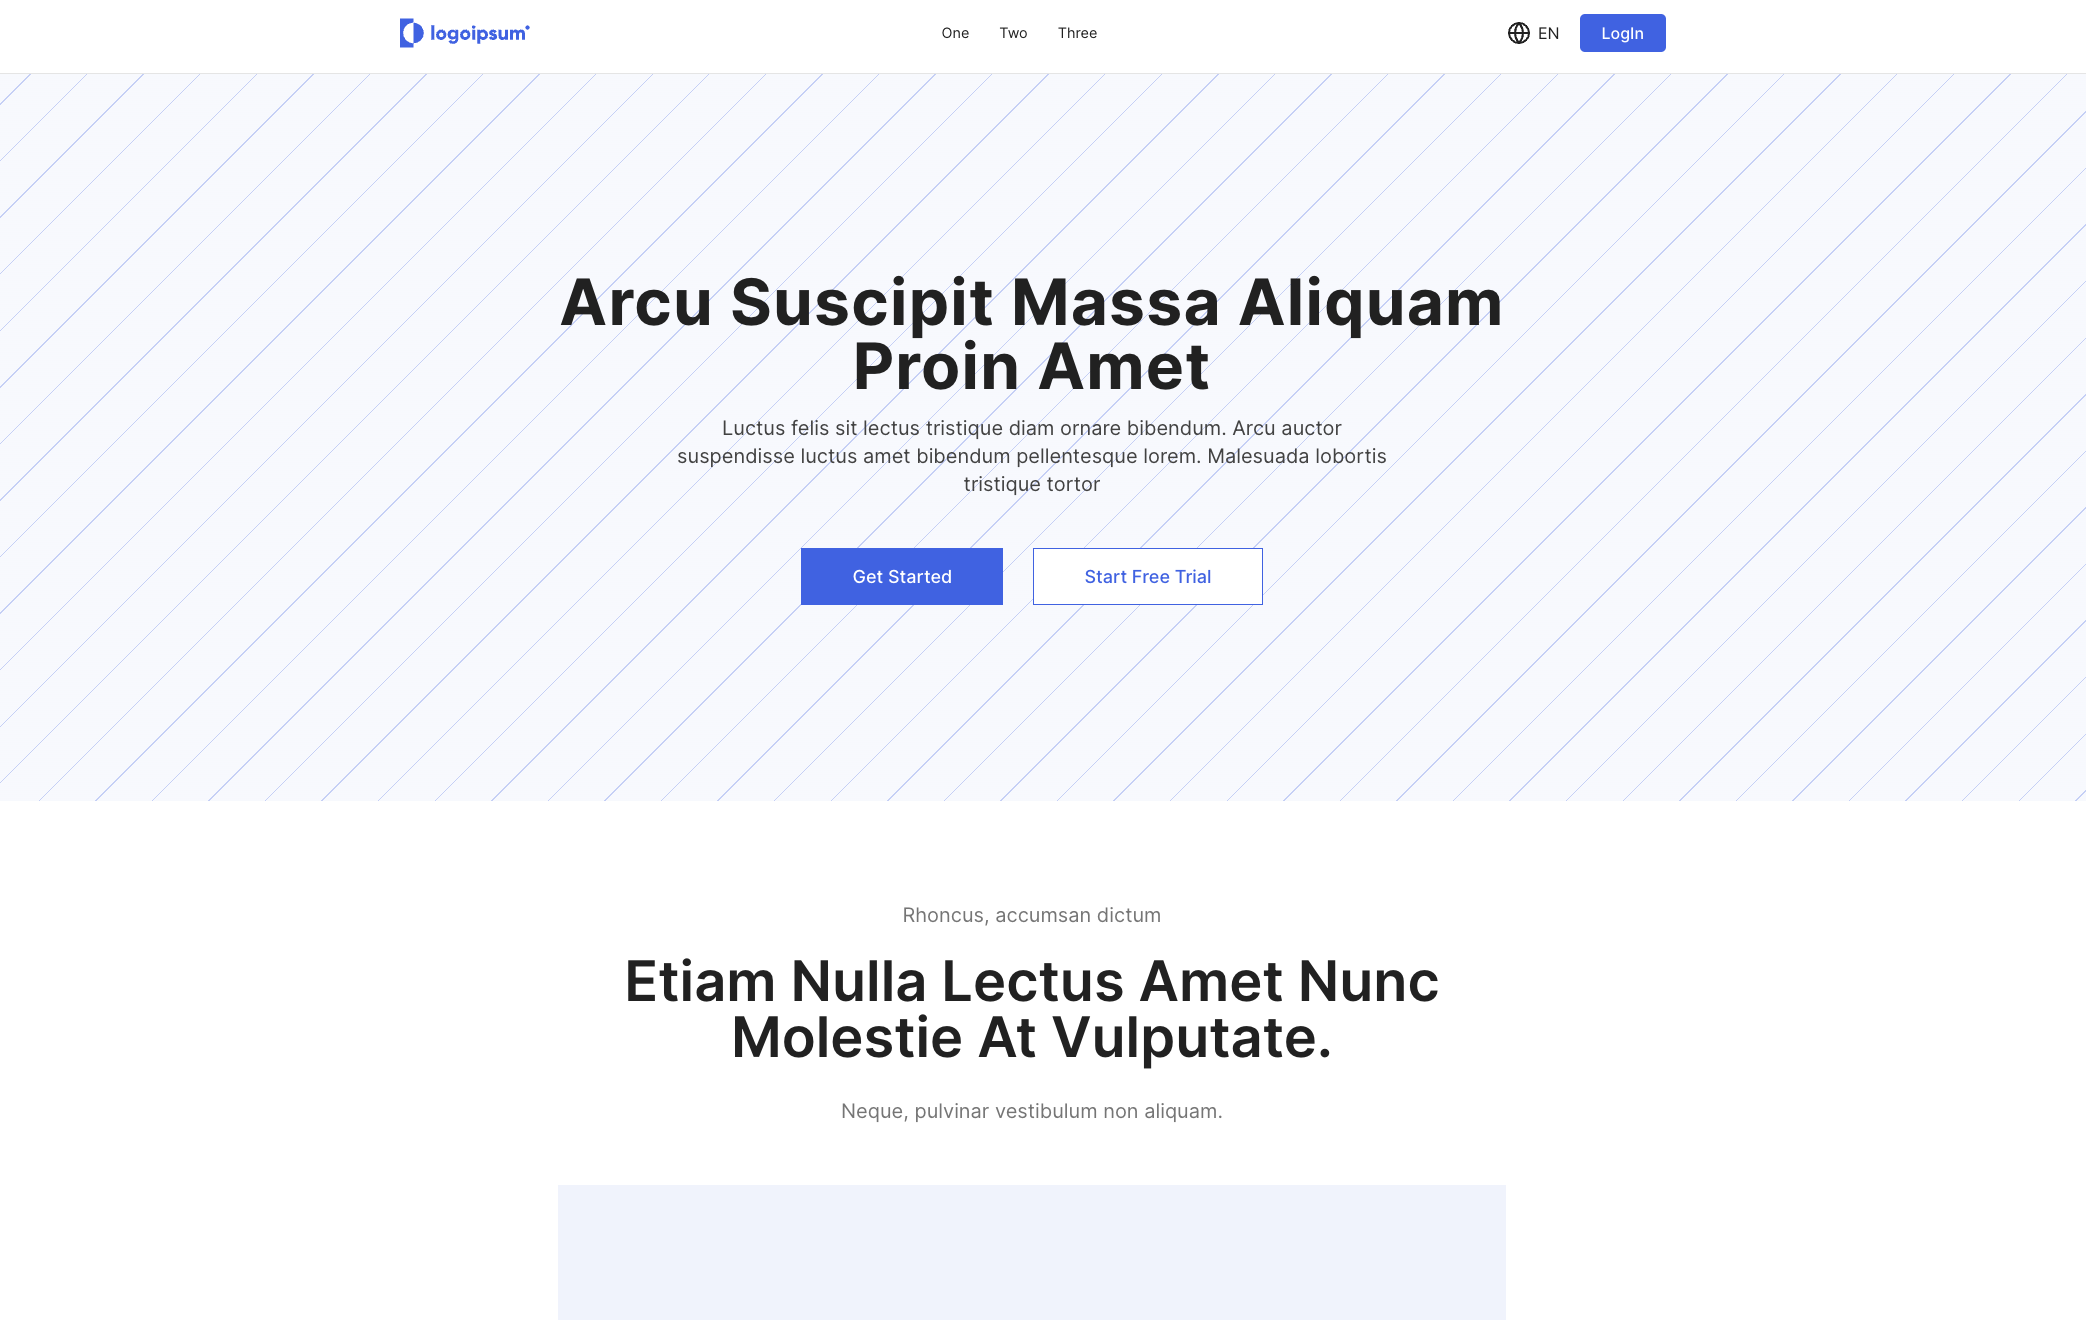 logoipsum
One Two Three
EN LogIn
Arcu Suscipit Massa Aliquam
Proin Amet
Luctus felis sit lectus tristique diam ornare bibendum. Arcu auctor
suspendisse luctus amet bibendum pellentesque lorem. Malesuada lobortis
tristique tortor
Get Started Start Free Trial
Rhoncus, accumsan dictum
Etiam Nulla Lectus Amet Nunc
Molestie At Vulputate.
Neque, pulvinar vestibulum non aliquam.